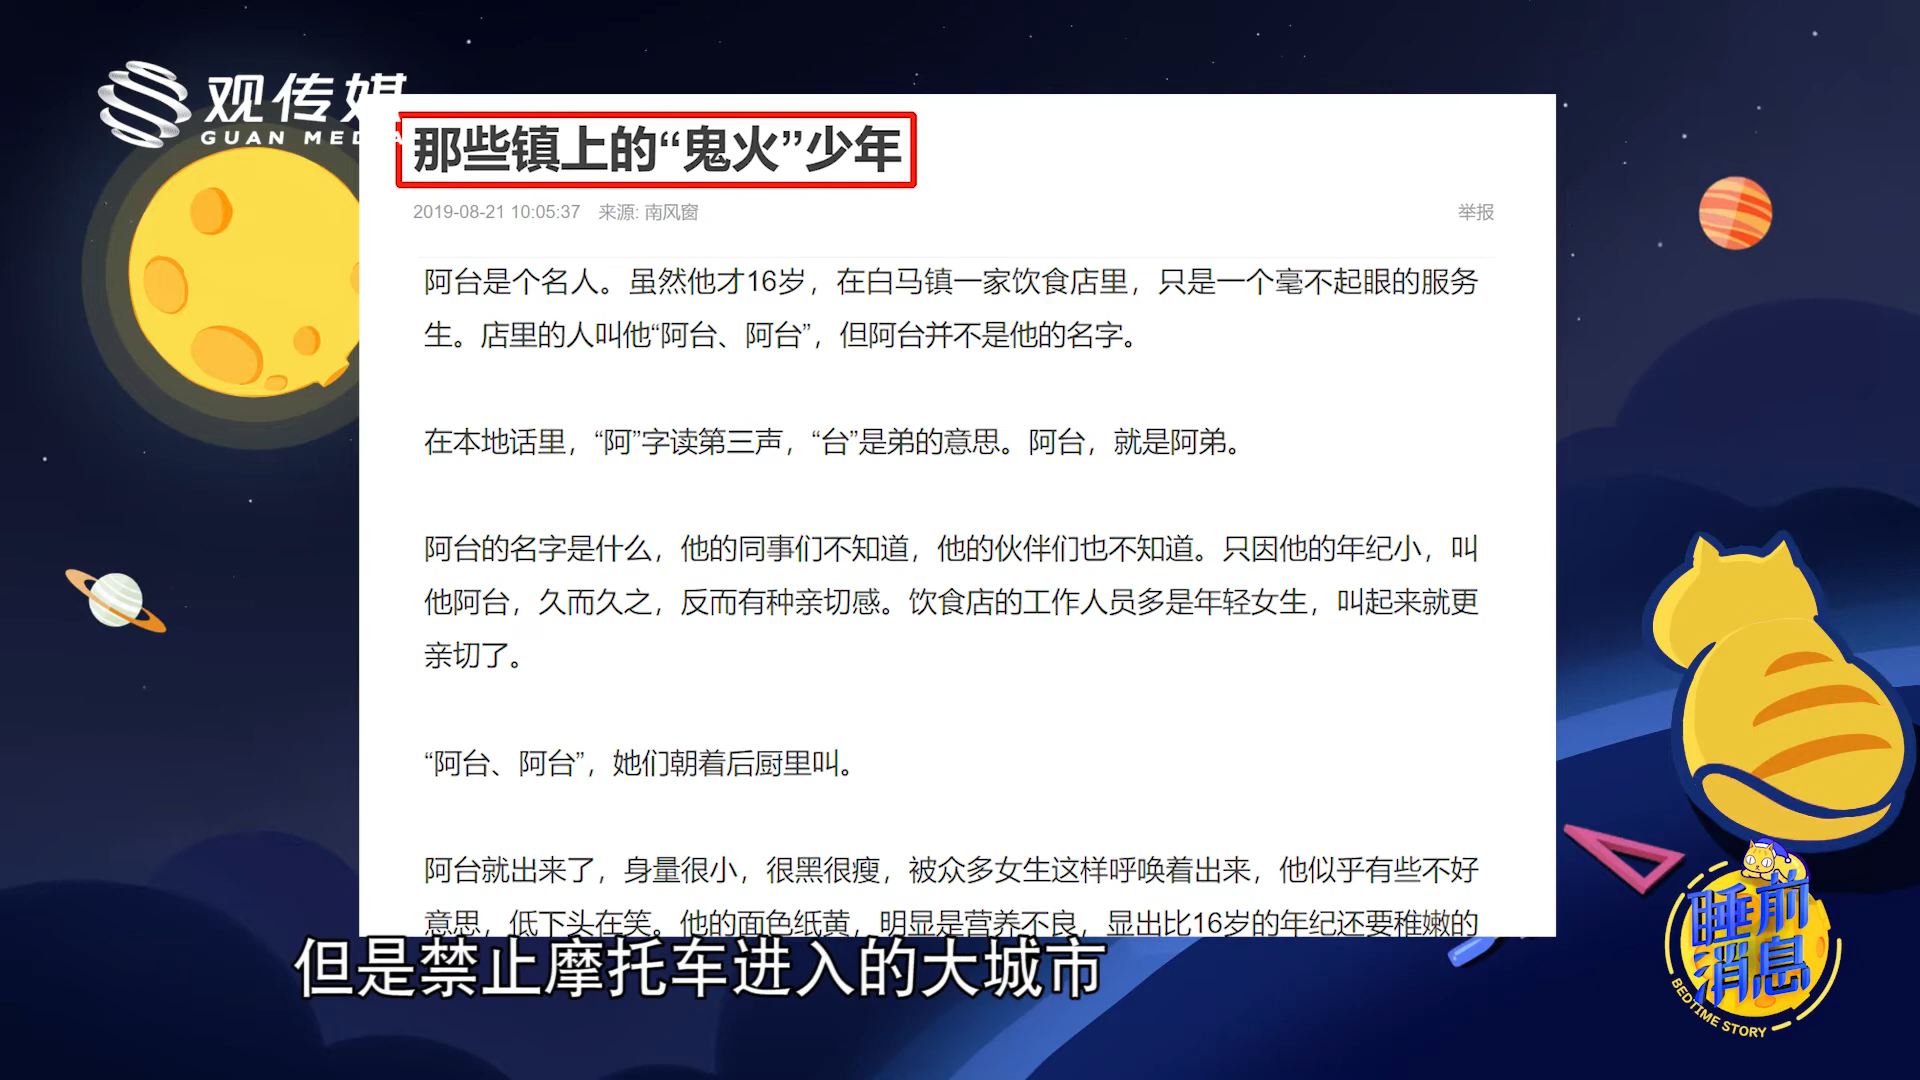 观传媒
GUAN MEDIA
那些镇上的“鬼火”少年
2019-08-21 10:05:37 来源: 南风窗 举报
阿台是个名人。虽然他才16岁，在白马镇一家饮食店里，只是一个毫不起眼的服务
生。店里的人叫他“阿台、阿台”，但阿台并不是他的名字。
在本地话里，“阿”字读第三声，“台”是弟的意思。阿台，就是阿弟。
阿台的名字是什么，他的同事们不知道，他的伙伴们也不知道。只因他的年纪小，叫
他阿台，久而久之，反而有种亲切感。饮食店的工作人员多是年轻女生，叫起来就更
亲切了。
“阿台、阿台”，她们朝着后厨里叫。
阿台就出来了，身量很小，很黑很瘦，被众多女生这样呼唤着出来，他似乎有些不好
意思，低下头在笑。他的面色纸黄，明显是营养不良，显出比16岁的年纪还要稚嫩的
但是禁止摩托车进入的大城市
睡前
消息
BEDTIME STORY